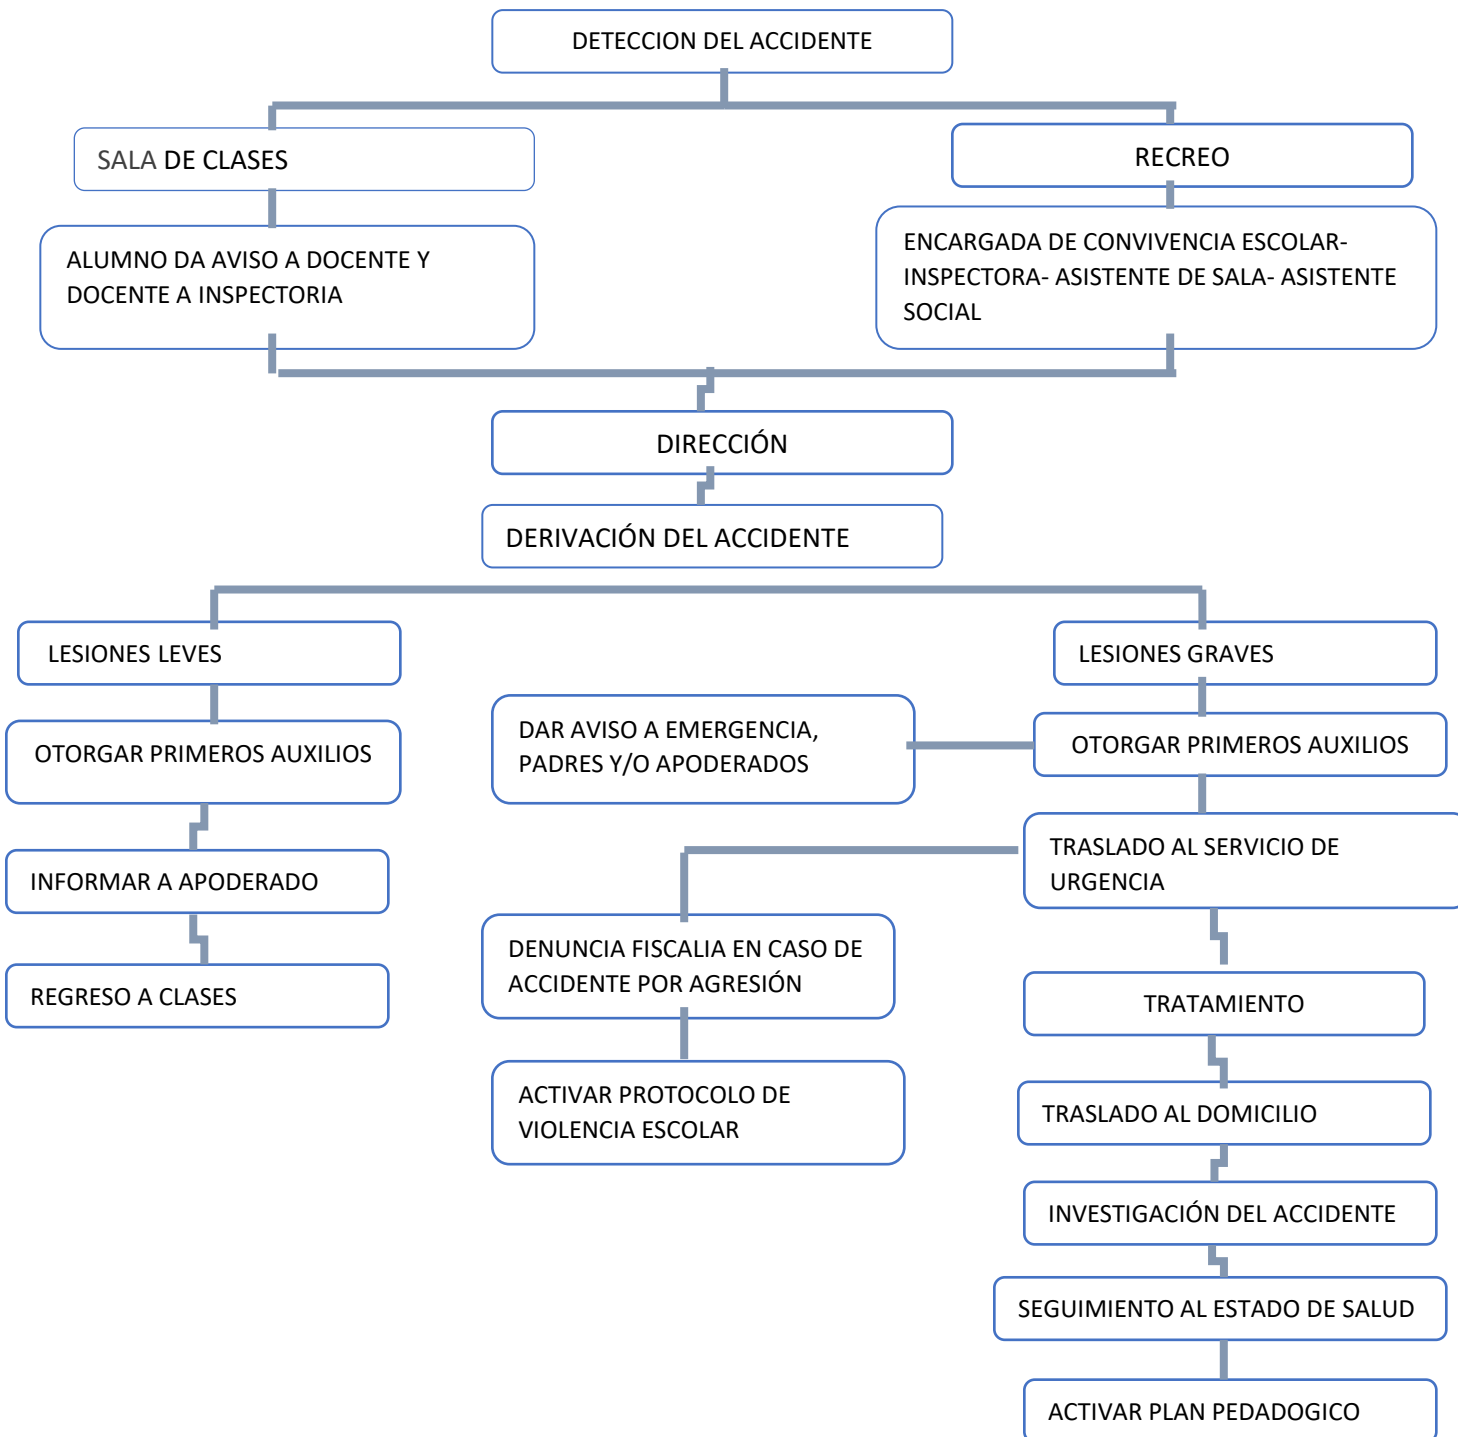 DETECCION DEL ACCIDENTE
SALA DE CLASES
RECREO
ALUMNO DA AVISO A DOCENTE Y
DOCENTE A INSPECTORIA
ENCARGADA DE CONVIVENCIA ESCOLAR-
INSPECTORA- ASISTENTE DE SALA- ASISTENTE
SOCIAL
DIRECCIÓN
DERIVACIÓN DEL ACCIDENTE
LESIONES LEVES
OTORGAR PRIMEROS AUXILIOS
INFORMAR A APODERADO
REGRESO A CLASES
LESIONES GRAVES
OTORGAR PRIMEROS AUXILIOS
DAR AVISO A EMERGENCIA,
PADRES Y/O APODERADOS
TRASLADO AL SERVICIO DE
URGENCIA
DENUNCIA FISCALIA EN CASO DE
ACCIDENTE POR AGRESIÓN
ACTIVAR PROTOCOLO DE
VIOLENCIA ESCOLAR
TRATAMIENTO
TRASLADO AL DOMICILIO
INVESTIGACIÓN DEL ACCIDENTE
SEGUIMIENTO AL ESTADO DE SALUD
ACTIVAR PLAN PEDADOGICO